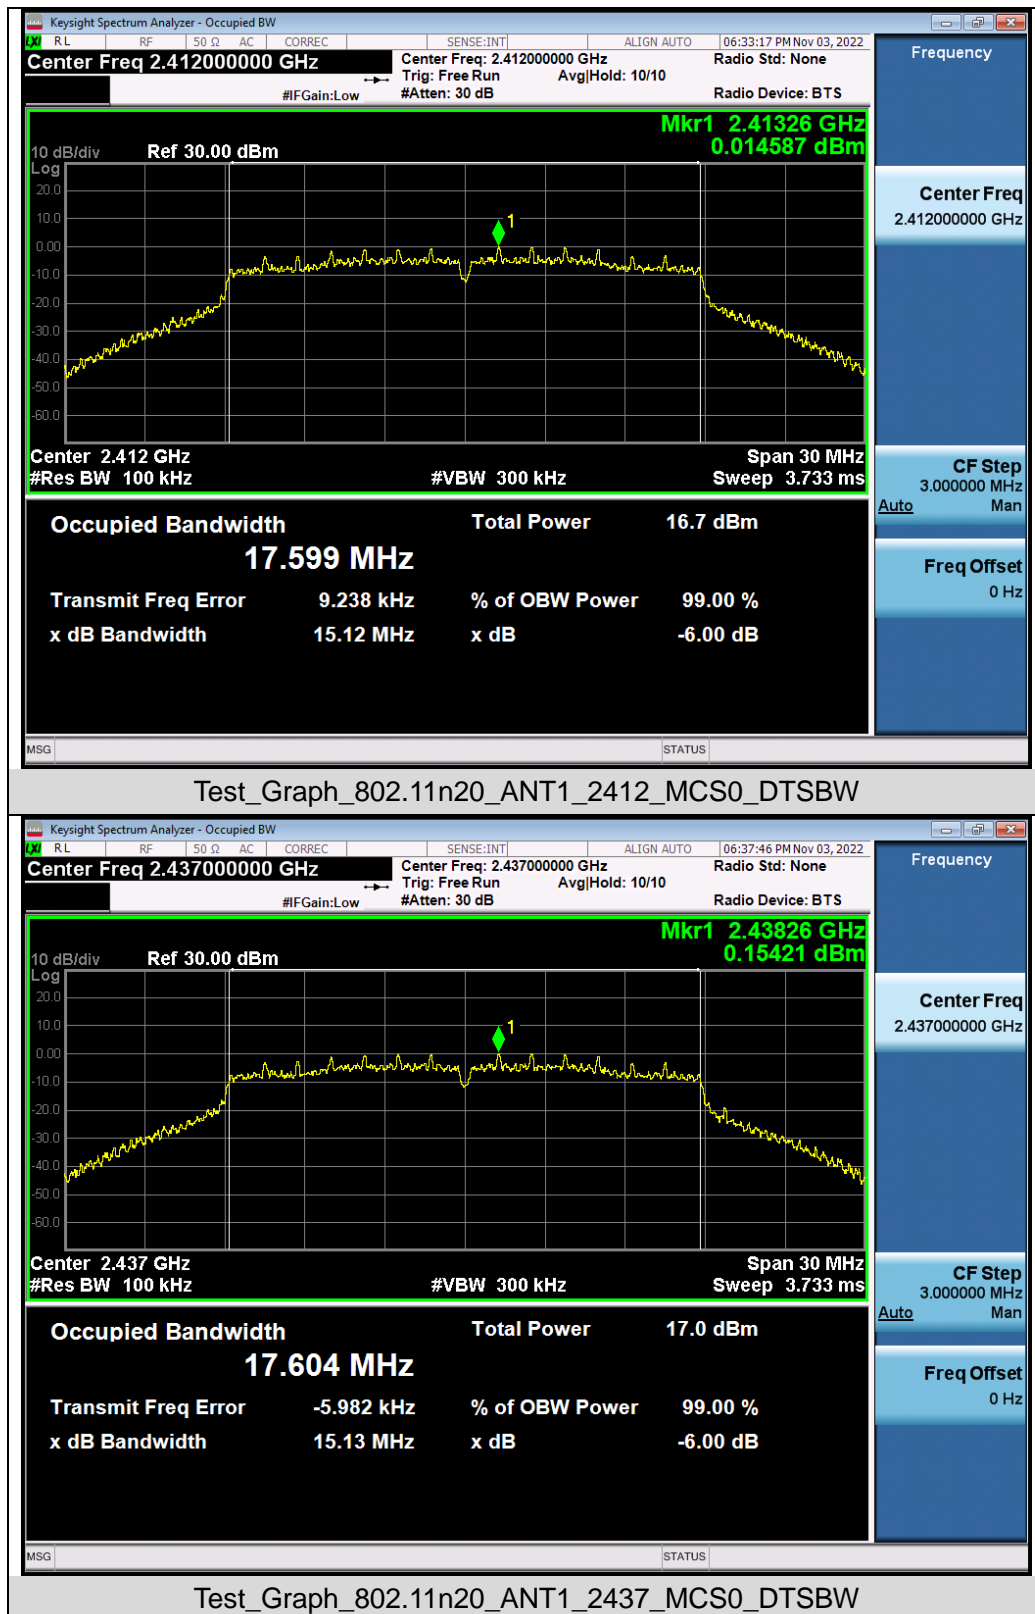 Keysight Spectrum Analyzer - Occupied BW
LXI RL RF 50 Ω AC CORREC SENSE:INT ALIGN AUTO 06:33:17 PM Nov 03, 2022
Center Freq 2.412000000 GHz
Center Freq: 2.412000000 GHz
Radio Std: None
Trig: Free Run Avg|Hold: 10/10
#IFGain:Low
#Atten: 30 dB
Radio Device: BTS
Frequency
Mkr1 2.41326 GHz
0.014587 dBm
10 dB/div Ref 30.00 dBm
Log
20.0
10.0
0.00
-10.0
-20.0
-30.0
-40.0
-50.0
-60.0
1
Center Freq
2.412000000 GHz
Center 2.412 GHz
Span 30 MHz
#Res BW 100 kHz
#VBW 300 kHz
Sweep 3.733 ms
CF Step
3.000000 MHz
Auto Man
Freq Offset
0 Hz
Occupied Bandwidth
Total Power 16.7 dBm
17.599 MHz
Transmit Freq Error 9.238 kHz % of OBW Power 99.00 %
x dB Bandwidth 15.12 MHz x dB -6.00 dB
MSG STATUS
Test_Graph_802.11n20_ANT1_2412_MCS0_DTSBW
Keysight Spectrum Analyzer - Occupied BW
LXI RL RF 50 Ω AC CORREC SENSE:INT ALIGN AUTO 06:37:46 PM Nov 03, 2022
Center Freq 2.437000000 GHz
Center Freq: 2.437000000 GHz
Radio Std: None
Trig: Free Run Avg|Hold: 10/10
#IFGain:Low
#Atten: 30 dB
Radio Device: BTS
Frequency
Mkr1 2.43826 GHz
0.15421 dBm
10 dB/div Ref 30.00 dBm
Log
20.0
10.0
0.00
-10.0
-20.0
-30.0
-40.0
-50.0
-60.0
1
Center Freq
2.437000000 GHz
Center 2.437 GHz
Span 30 MHz
#Res BW 100 kHz
#VBW 300 kHz
Sweep 3.733 ms
CF Step
3.000000 MHz
Auto Man
Freq Offset
0 Hz
Occupied Bandwidth
Total Power 17.0 dBm
17.604 MHz
Transmit Freq Error -5.982 kHz % of OBW Power 99.00 %
x dB Bandwidth 15.13 MHz x dB -6.00 dB
MSG STATUS
Test_Graph_802.11n20_ANT1_2437_MCS0_DTSBW